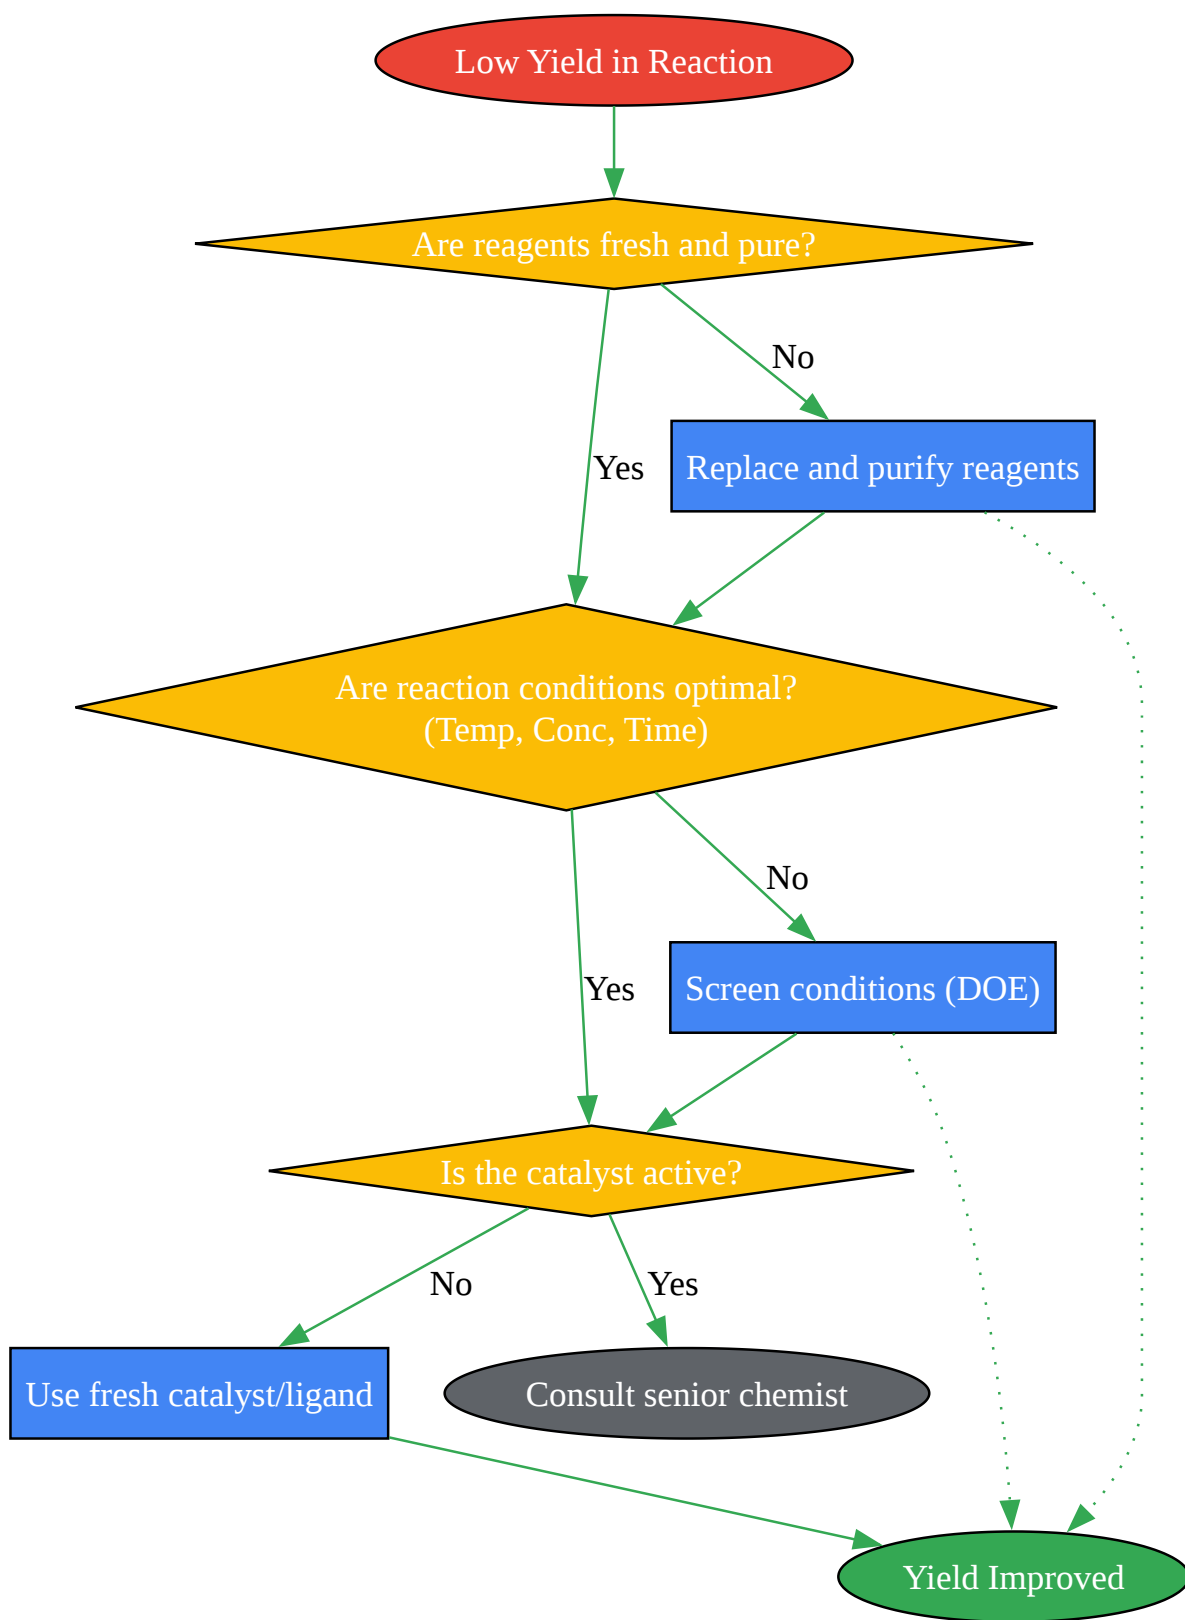 Low Yield in Reaction
Are reagents fresh and pure?
No
Yes
Replace and purify reagents
Are reaction conditions optimal?
(Temp, Conc, Time)
No
Yes
Screen conditions (DOE)
Is the catalyst active?
No
Yes
Use fresh catalyst/ligand
Consult senior chemist
Yield Improved